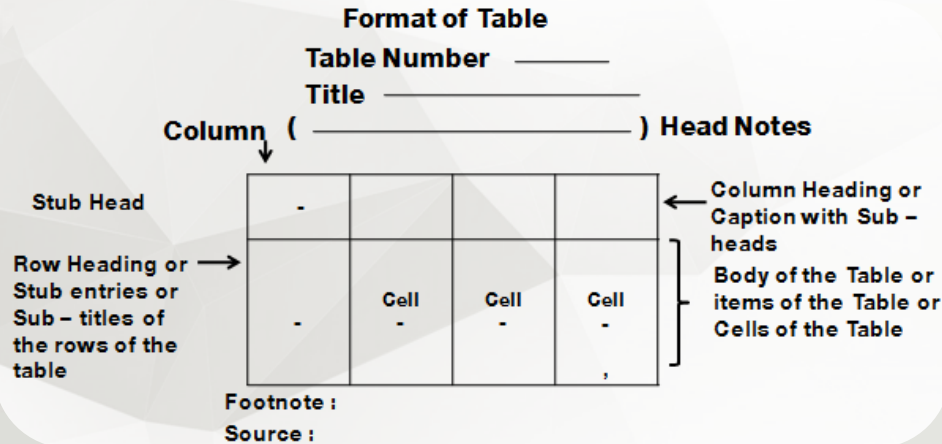 Format of Table
Table Number
Title
Column ( ) Head Notes
Stub Head
-
Column Heading or
Caption with Sub –
heads
Row Heading or
Stub entries or
Sub – titles of
the rows of the
table
-
Cell
-
Cell
-
Cell
-
,
Body of the Table or
items of the Table or
Cells of the Table
Footnote :
Source :